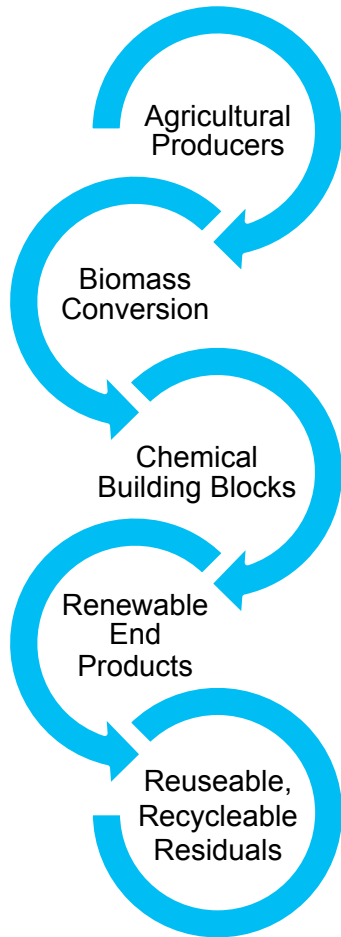 Agricultural
Producers
Biomass
Conversion
Chemical
Building Blocks
Renewable
End
Products
Reuseable,
Recycleable
Residuals